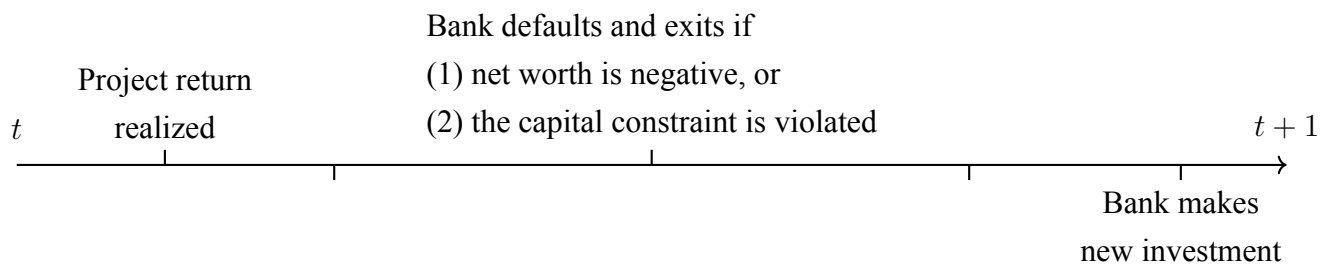 Bank defaults and exits if
(1) net worth is negative, or
(2) the capital constraint is violated
Project return
realized
t
t + 1
Bank makes
new investment